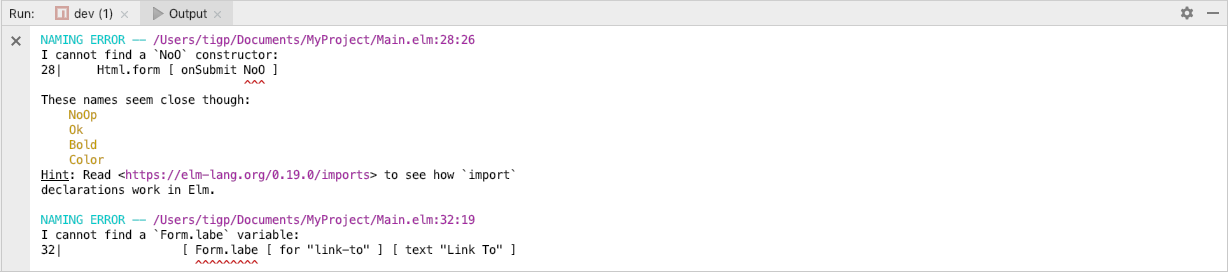 Run: dev (1) Output
NAMING ERROR –– /Users/tigp/Documents/MyProject/Main.elm:28:26
I cannot find a `NoO` constructor:
28|     Html.form [ onSubmit NoO ]
^^^
These names seem close though:
NoOp
Ok
Bold
Color
Hint: Read <https://elm-lang.org/0.19.0/imports> to see how `import`
declarations work in Elm.
NAMING ERROR –– /Users/tigp/Documents/MyProject/Main.elm:32:19
I cannot find a `Form.labe` variable:
32|                 [ Form.labe [ for "link-to" ] [ text "Link To" ]
^^^^^^^^^